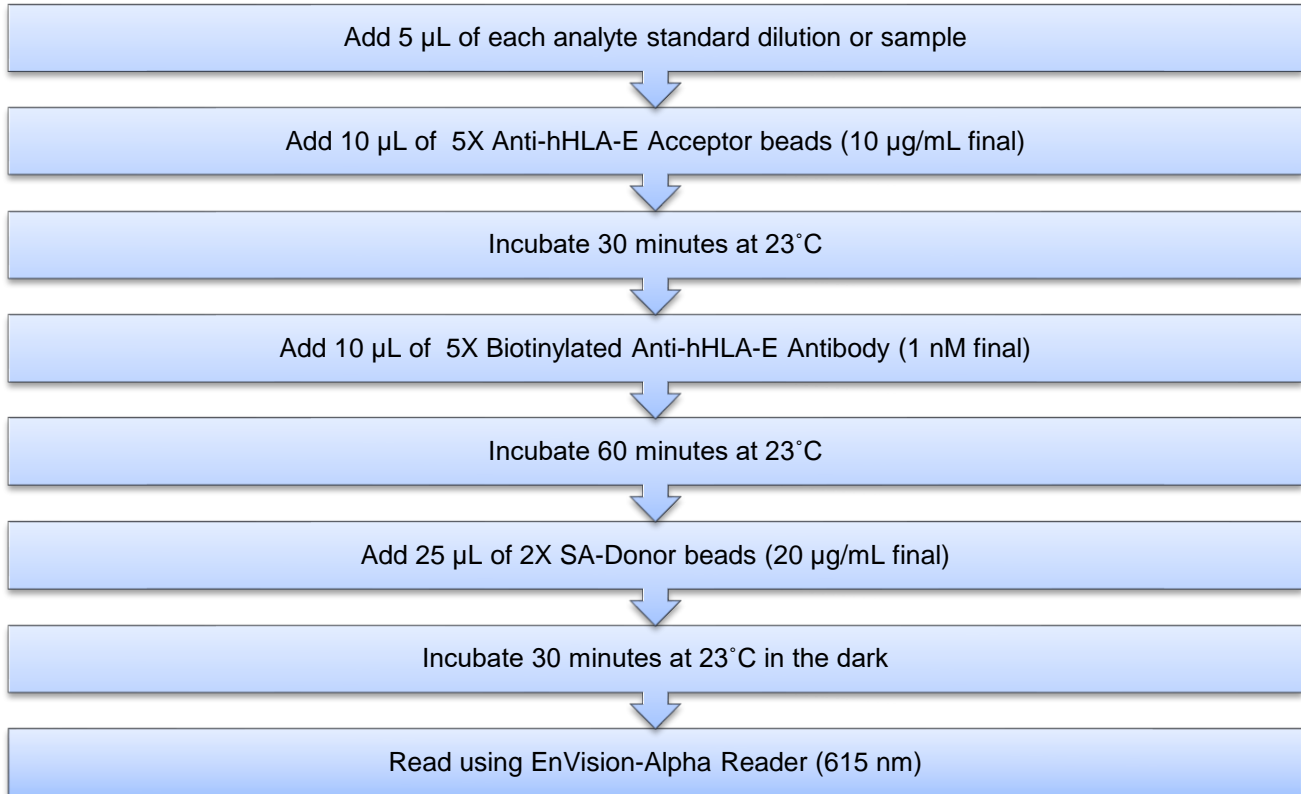 Add 5 µL of each analyte standard dilution or sample
Add 10 µL of  5X Anti-hHLA-E Acceptor beads (10 µg/mL final)
Incubate 30 minutes at 23˚C
Add 10 µL of  5X Biotinylated Anti-hHLA-E Antibody (1 nM final)
Incubate 60 minutes at 23˚C
Add 25 µL of 2X SA-Donor beads (20 µg/mL final)
Incubate 30 minutes at 23˚C in the dark
Read using EnVision-Alpha Reader (615 nm)